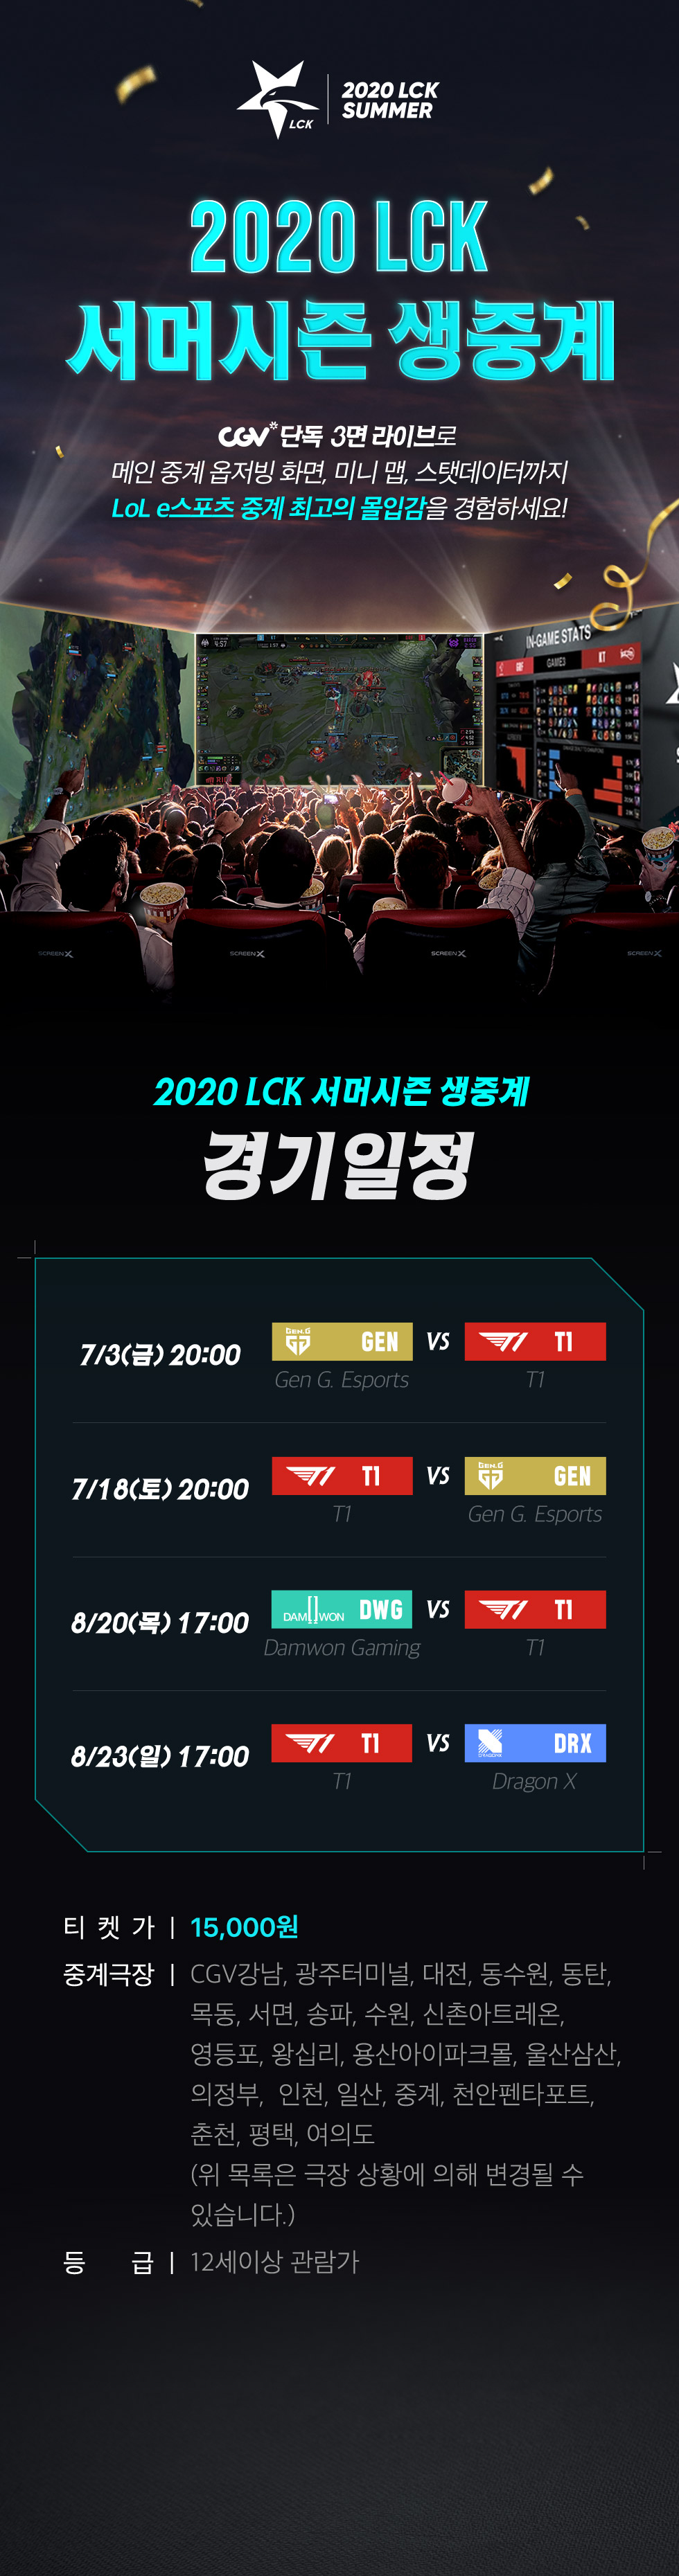 LCK
2020 LCK
SUMMER
2020 LCK
서머시즌 생중계
CGV 단독 3면 라이브로
메인 중계 옵저빙 화면, 미니 맵, 스탯데이터까지
LoL e스포츠 중계 최고의 몰입감을 경험하세요!
IN-GAME STATS
GAME3
KT
4:57
SCREENX
SCREENX
SCREENX
SCREENX
2020 LCK 서머시즌 생중계
경기일정
7/3(금) 20:00
GEN.G
GEN
VS
T1
Gen G. Esports
T1
7/18(토) 20:00
T1
VS
GEN.G
GEN
T1
Gen G. Esports
8/20(목) 17:00
DAMWON
DWG
VS
T1
Damwon Gaming
T1
8/23(일) 17:00
T1
VS
DRX
T1
Dragon X
티켓가 | 15,000원
중계극장 | CGV강남, 광주터미널, 대전, 동수원, 동탄,
목동, 서면, 송파, 수원, 신촌아트레온,
영등포, 왕십리, 용산아이파크몰, 울산삼산,
의정부, 인천, 일산, 중계, 천안펜타포트,
춘천, 평택, 여의도
(위 목록은 극장 상황에 의해 변경될 수
있습니다.)
등급 | 12세이상 관람가